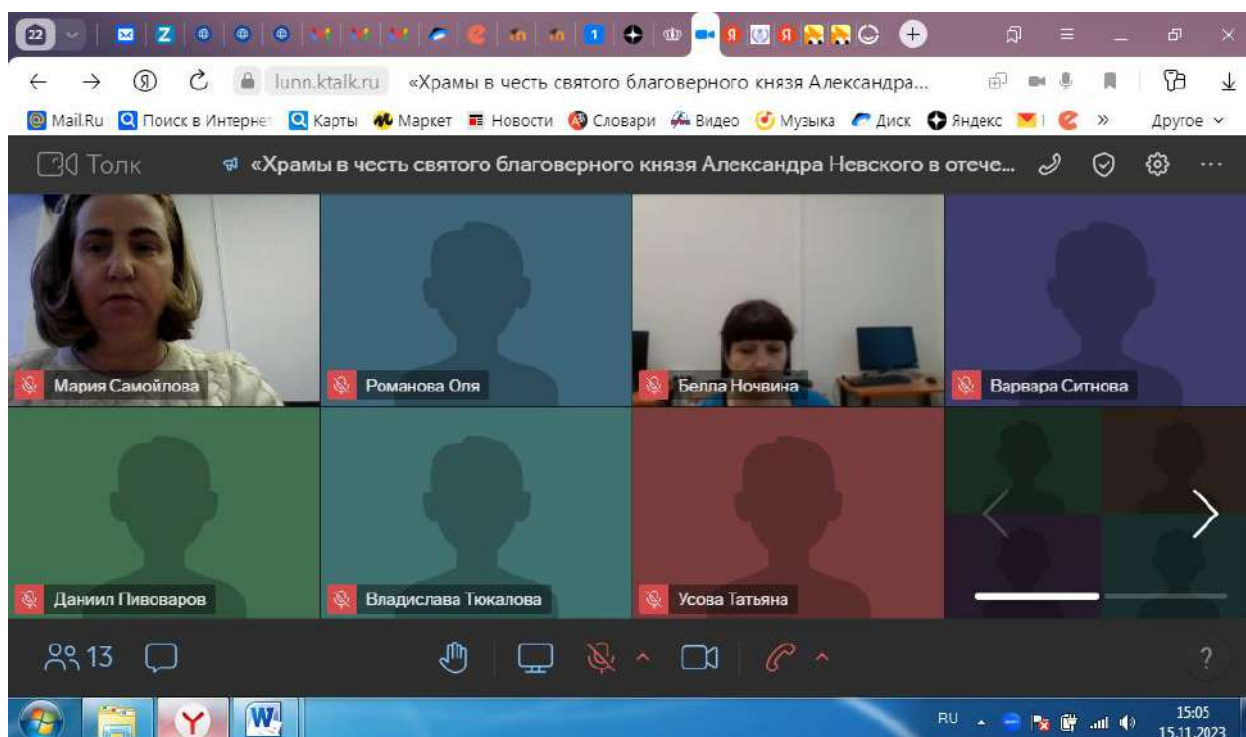 22
lunn.ktalk.ru «Храмы в честь святого благоверного князя Александра...
Mail.Ru Поиск в Интернет Карты Маркет Новости Словари Видео Музыка Диск Яндекс » Другое
Толк «Храмы в честь святого благоверного князя Александра Невского в отече...
Мария Самойлова Романова Оля Белла Ночвина Варвара Ситнова
Даниил Пивоваров Владислава Тюкалова Усова Татьяна
13 ?
RU 15:05
15.11.2023